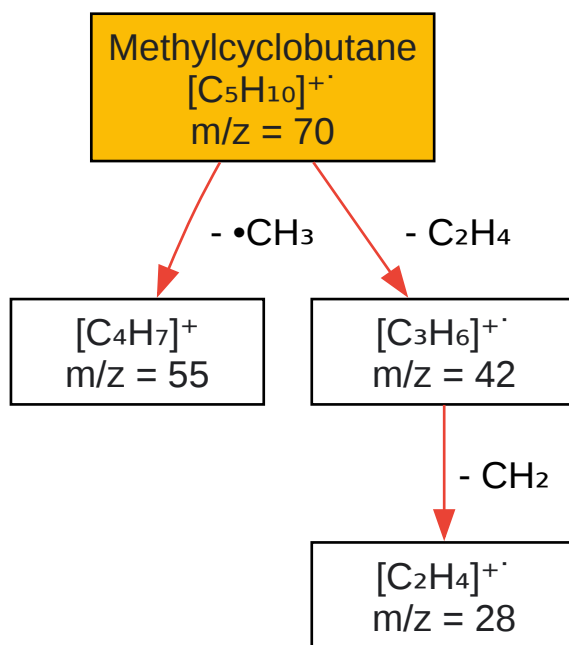 Methylcyclobutane
[C₅H₁₀]⁺˙
m/z = 70
- •CH₃
- C₂H₄
[C₄H₇]⁺
m/z = 55
[C₃H₆]⁺˙
m/z = 42
- CH₂
[C₂H₄]⁺˙
m/z = 28